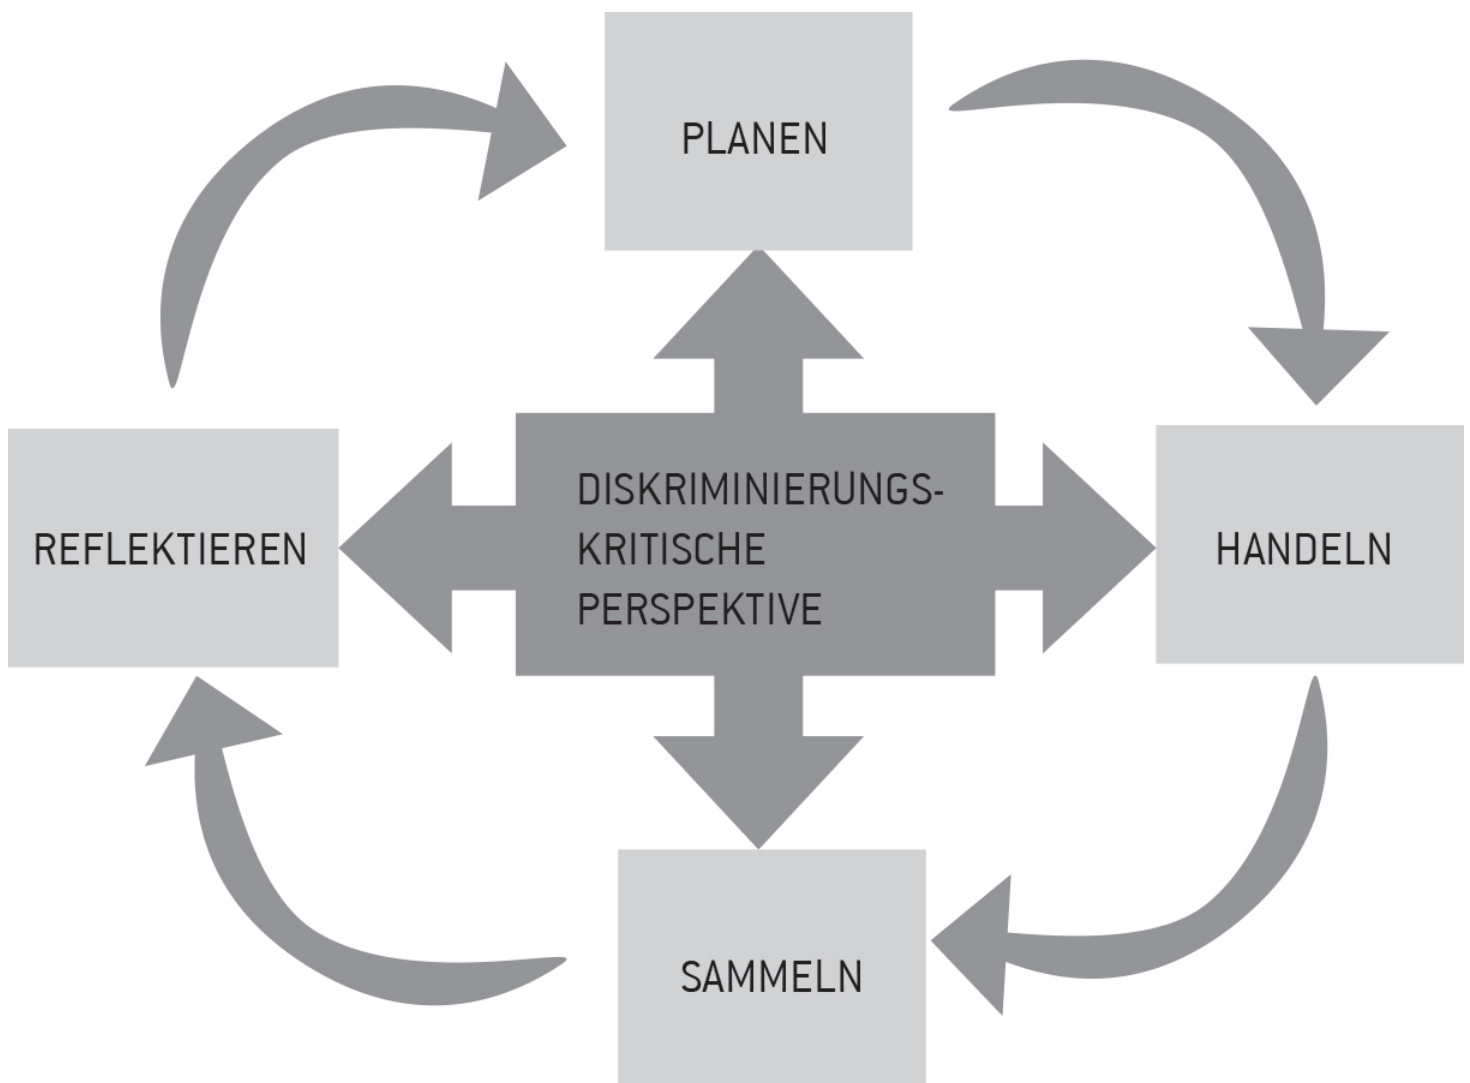 PLANEN
DISKRIMINIERUNGS-
KRITISCHE
PERSPEKTIVE
REFLEKTIEREN
HANDELN
SAMMELN